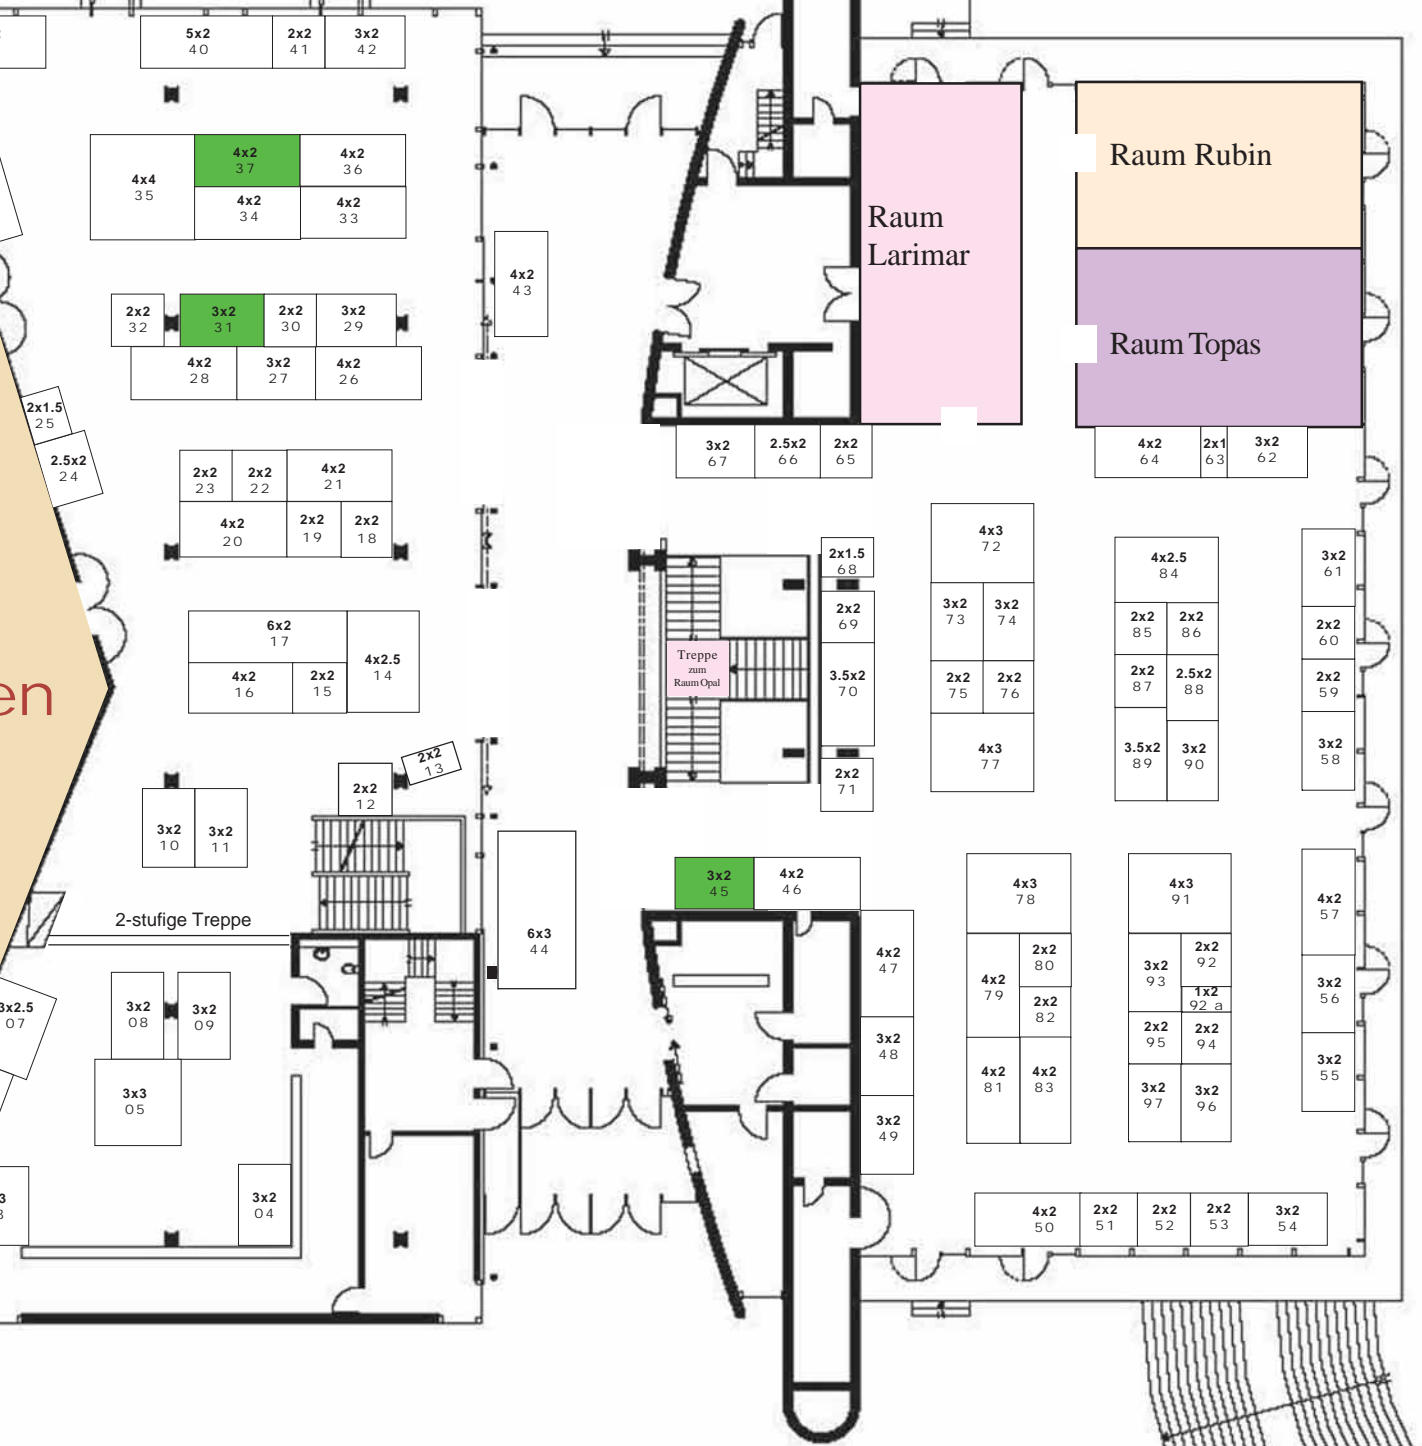 5x2
40
2x2
41
3x2
42
4x4
35
4x2
37
4x2
36
4x2
34
4x2
33
4x2
43
Raum
Larimar
Raum Rubin
Raum Topas
2x2
32
3x2
31
2x2
30
3x2
29
4x2
28
3x2
27
4x2
26
2x1.5
25
2.5x2
24
2x2
23
2x2
22
4x2
21
4x2
20
2x2
19
2x2
18
3x2
67
2.5x2
66
2x2
65
4x2
64
2x1
63
3x2
62
6x2
17
4x2
16
2x2
15
4x2.5
14
Treppe
zum
Raum Opal
2x1.5
68
2x2
69
3.5x2
70
2x2
71
4x3
72
3x2
73
3x2
74
2x2
75
2x2
76
4x3
77
4x2.5
84
2x2
85
2x2
86
2x2
87
2.5x2
88
3.5x2
89
3x2
90
3x2
61
2x2
60
2x2
59
3x2
58
en
2x2
13
2x2
12
3x2
10
3x2
11
2-stufige Treppe
6x3
44
3x2
45
4x2
46
4x2
47
3x2
48
3x2
49
4x3
78
4x2
79
2x2
80
2x2
82
4x2
81
4x2
83
4x3
91
2x2
92
3x2
93
1x2
92 a
2x2
95
2x2
94
3x2
97
3x2
96
4x2
57
3x2
56
3x2
55
3x2.5
07
3x2
08
3x2
09
3x3
05
3x2
04
4x2
50
2x2
51
2x2
52
2x2
53
3x2
54